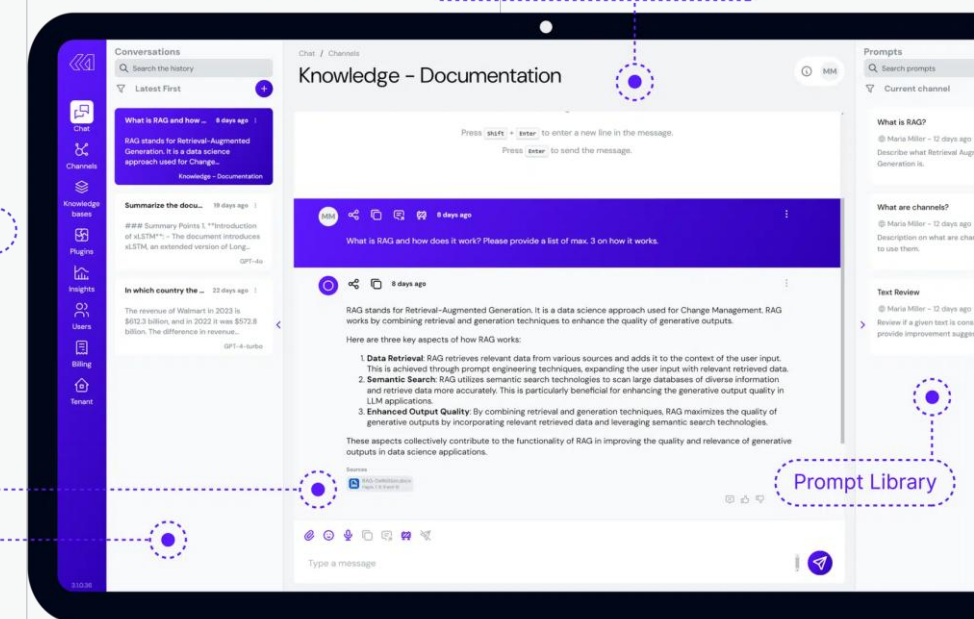 Conversations
Search the history
Latest First
Chat
Channels
Knowledge
bases
Plugins
Insights
Users
Billing
Tenant
3.10.36
What is RAG and how ... 8 days ago
RAG stands for Retrieval-Augmented
Generation. It is a data science
approach used for Change...
Knowledge - Documentation
Summarize the docu... 19 days ago
### Summary Points 1. **Introduction
of xLSTM**: - The document introduces
xLSTM, an extended version of Long...
GPT-4o
In which country the ... 22 days ago
The revenue of Walmart in 2023 is
$612.3 billion, and in 2022 it was $572.8
billion. The difference in revenue...
GPT-4-turbo
Chat / Channels
Knowledge - Documentation
MM
Press Shift + Enter to enter a new line in the message.
Press Enter to send the message.
MM 8 days ago
What is RAG and how does it work? Please provide a list of max. 3 on how it works.
8 days ago
RAG stands for Retrieval-Augmented Generation. It is a data science approach used for Change Management. RAG
works by combining retrieval and generation techniques to enhance the quality of generative outputs.
Here are three key aspects of how RAG works:
1. Data Retrieval: RAG retrieves relevant data from various sources and adds it to the context of the user input.
This is achieved through prompt engineering techniques, expanding the user input with relevant retrieved data.
2. Semantic Search: RAG utilizes semantic search technologies to scan large databases of diverse information
and retrieve data more accurately. This is particularly beneficial for enhancing the generative output quality in
LLM applications.
3. Enhanced Output Quality: By combining retrieval and generation techniques, RAG maximizes the quality of
generative outputs by incorporating relevant retrieved data and leveraging semantic search technologies.
These aspects collectively contribute to the functionality of RAG in improving the quality and relevance of generative
outputs in data science applications.
Sources
Type a message
Prompts
Search prompts
Current channel
What is RAG?
Maria Miller - 12 days ago
Describe what Retrieval Aug
Generation is.
What are channels?
Maria Miller - 12 days ago
Description on what are chan
to use them.
Text Review
Maria Miller - 12 days ago
Review if a given text is cons
provide improvement sugges
Prompt Library